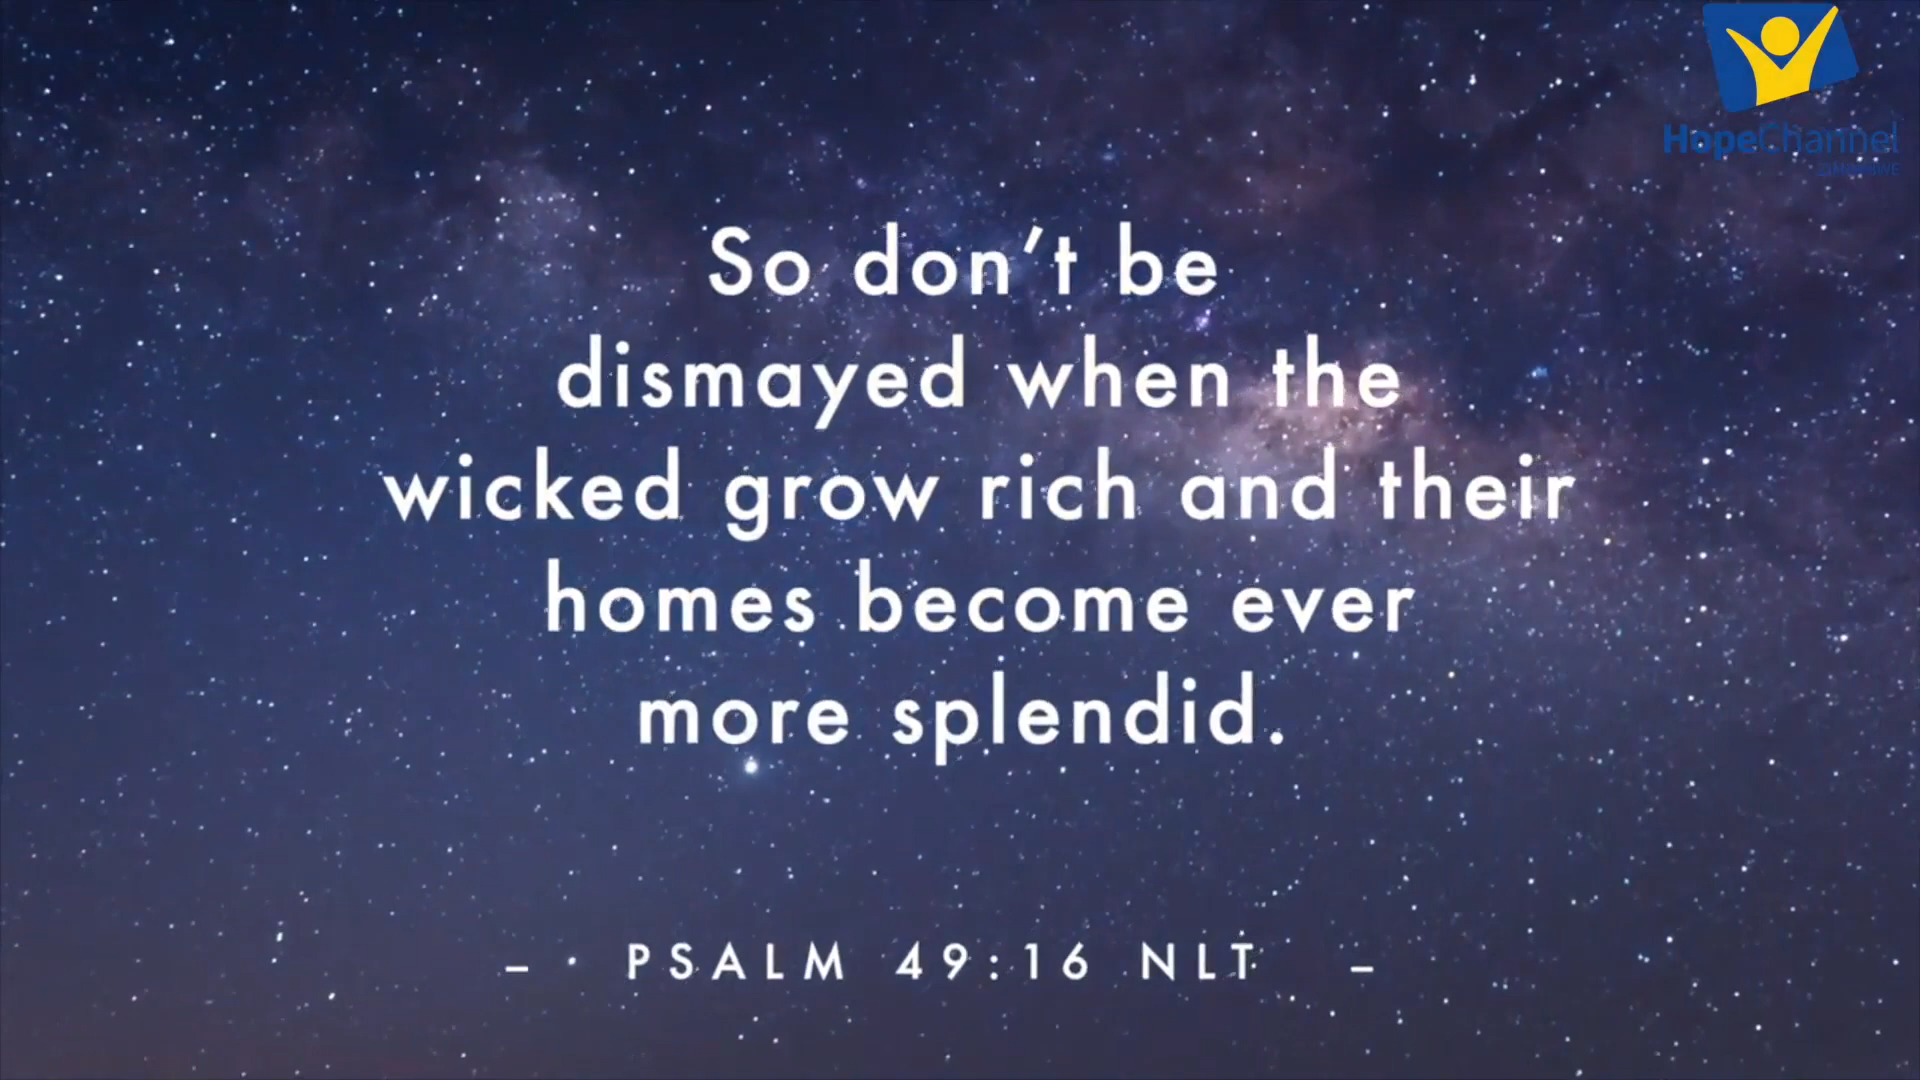 HopeChannel
ZIMBABWE
So don't be
dismayed when the
wicked grow rich and their
homes become ever
more splendid.
– PSALM 49:16 NLT –